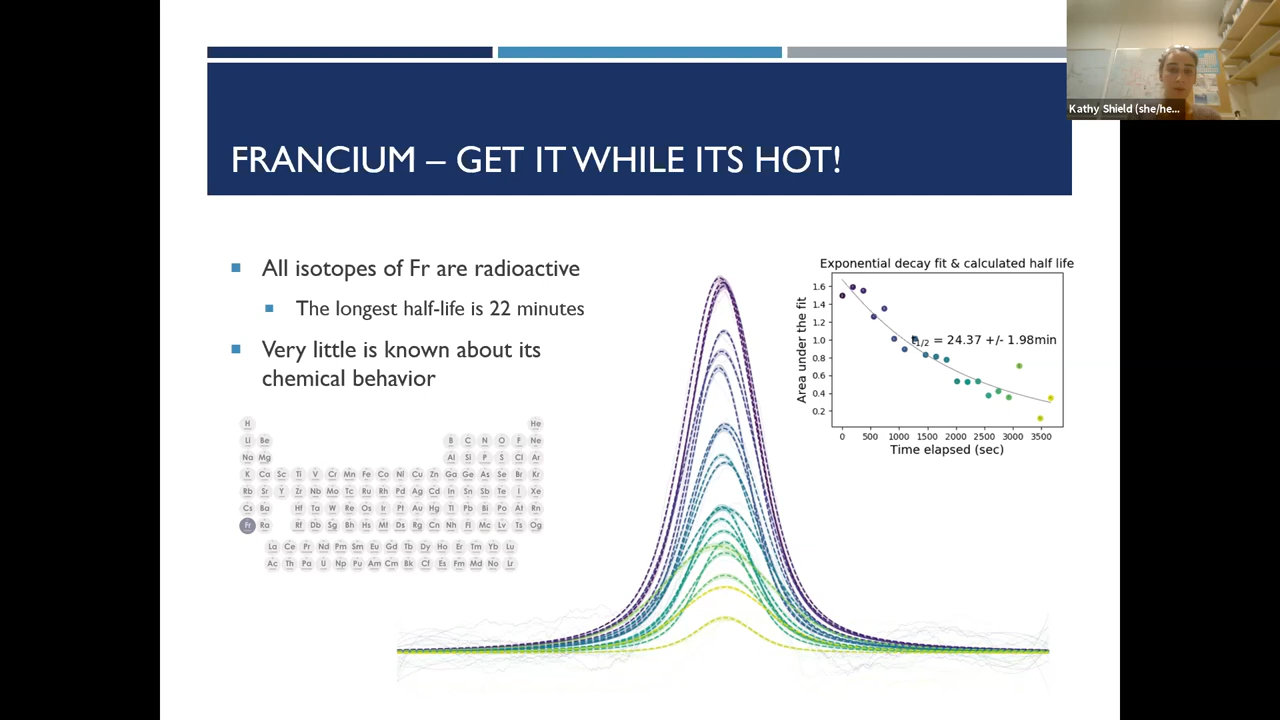 Kathy Shield (she/he...
FRANCIUM – GET IT WHILE ITS HOT!
All isotopes of Fr are radioactive
The longest half-life is 22 minutes
Very little is known about its
chemical behavior
Exponential decay fit & calculated half life
Area under the fit
1.6
1.4
1.2
1.0
0.8
0.6
0.4
0.2
t1/2 = 24.37 +/- 1.98min
0 500 1000 1500 2000 2500 3000 3500
Time elapsed (sec)
H He
Li Be B C N O F Ne
Na Mg Al Si P S Cl Ar
K Ca Sc Ti V Cr Mn Fe Co Ni Cu Zn Ga Ge As Se Br Kr
Rb Sr Y Zr Nb Mo Tc Ru Rh Pd Ag Cd In Sn Sb Te I Xe
Cs Ba Hf Ta W Re Os Ir Pt Au Hg Tl Pb Bi Po At Rn
Fr Ra Rf Db Sg Bh Hs Mt Ds Rg Cn Nh Fl Mc Lv Ts Og
La Ce Pr Nd Pm Sm Eu Gd Tb Dy Ho Er Tm Yb Lu
Ac Th Pa U Np Pu Am Cm Bk Cf Es Fm Md No Lr